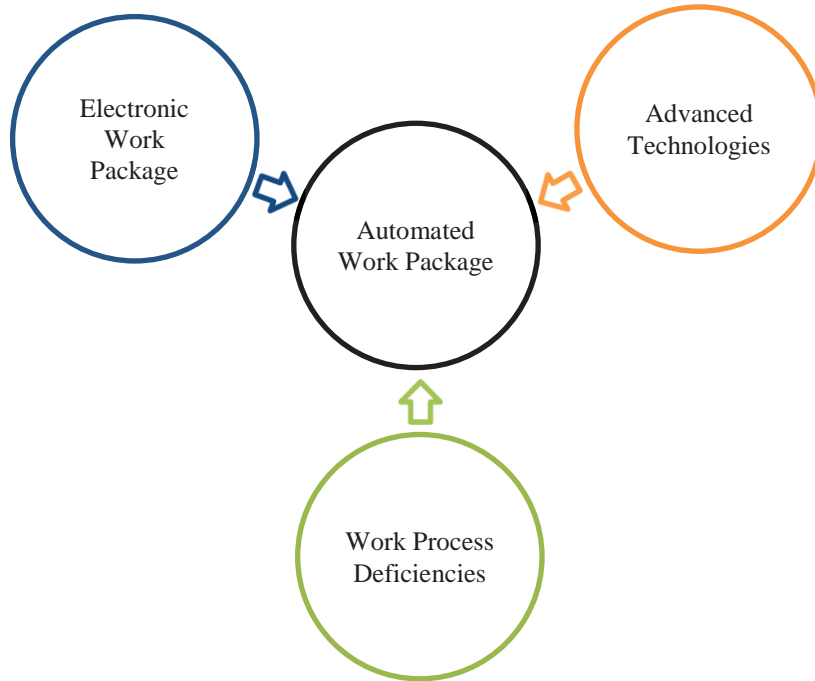 Electronic
Work
Package
Advanced
Technologies
Automated
Work Package
Work Process
Deficiencies